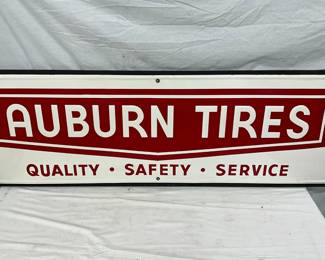 AUBURN TIRES
QUALITY • SAFETY • SERVICE